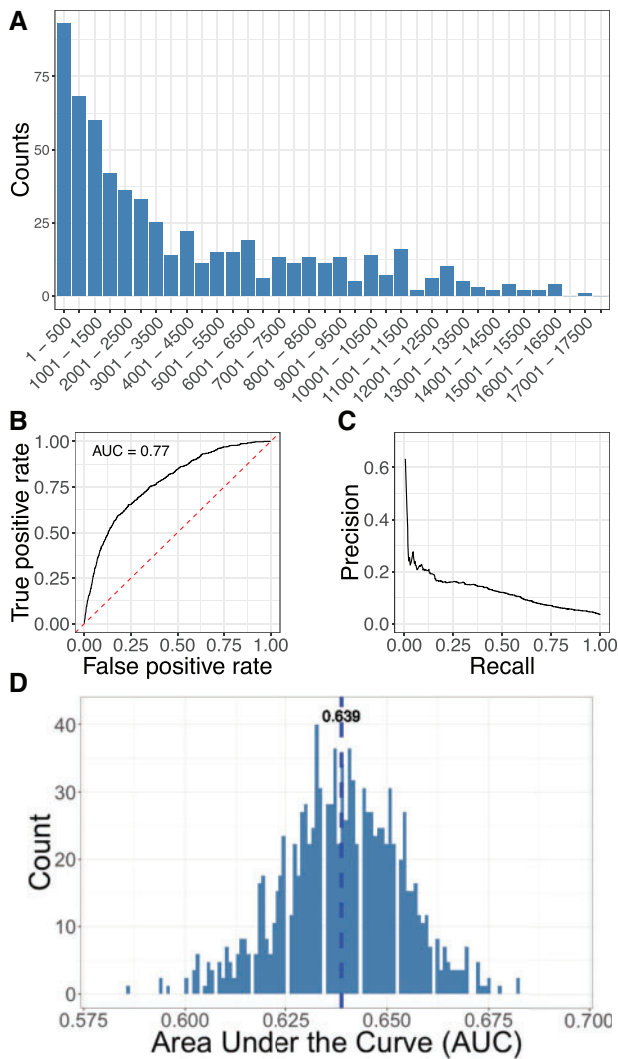 A
Counts
75
50
25
0
1 − 500
1001 − 1500
2001 − 2500
3001 − 3500
4001 − 4500
5001 − 5500
6001 − 6500
7001 − 7500
8001 − 8500
9001 − 9500
10001 − 10500
11001 − 11500
12001 − 12500
13001 − 13500
14001 − 14500
15001 − 15500
16001 − 16500
17001 − 17500
B
True positive rate
1.00
0.75
0.50
0.25
0.00
AUC = 0.77
0.00 0.25 0.50 0.75 1.00
False positive rate
C
Precision
0.6
0.4
0.2
0.0
0.00 0.25 0.50 0.75 1.00
Recall
D
Count
40
30
20
10
0
0.639
0.575 0.600 0.625 0.650 0.675 0.700
Area Under the Curve (AUC)